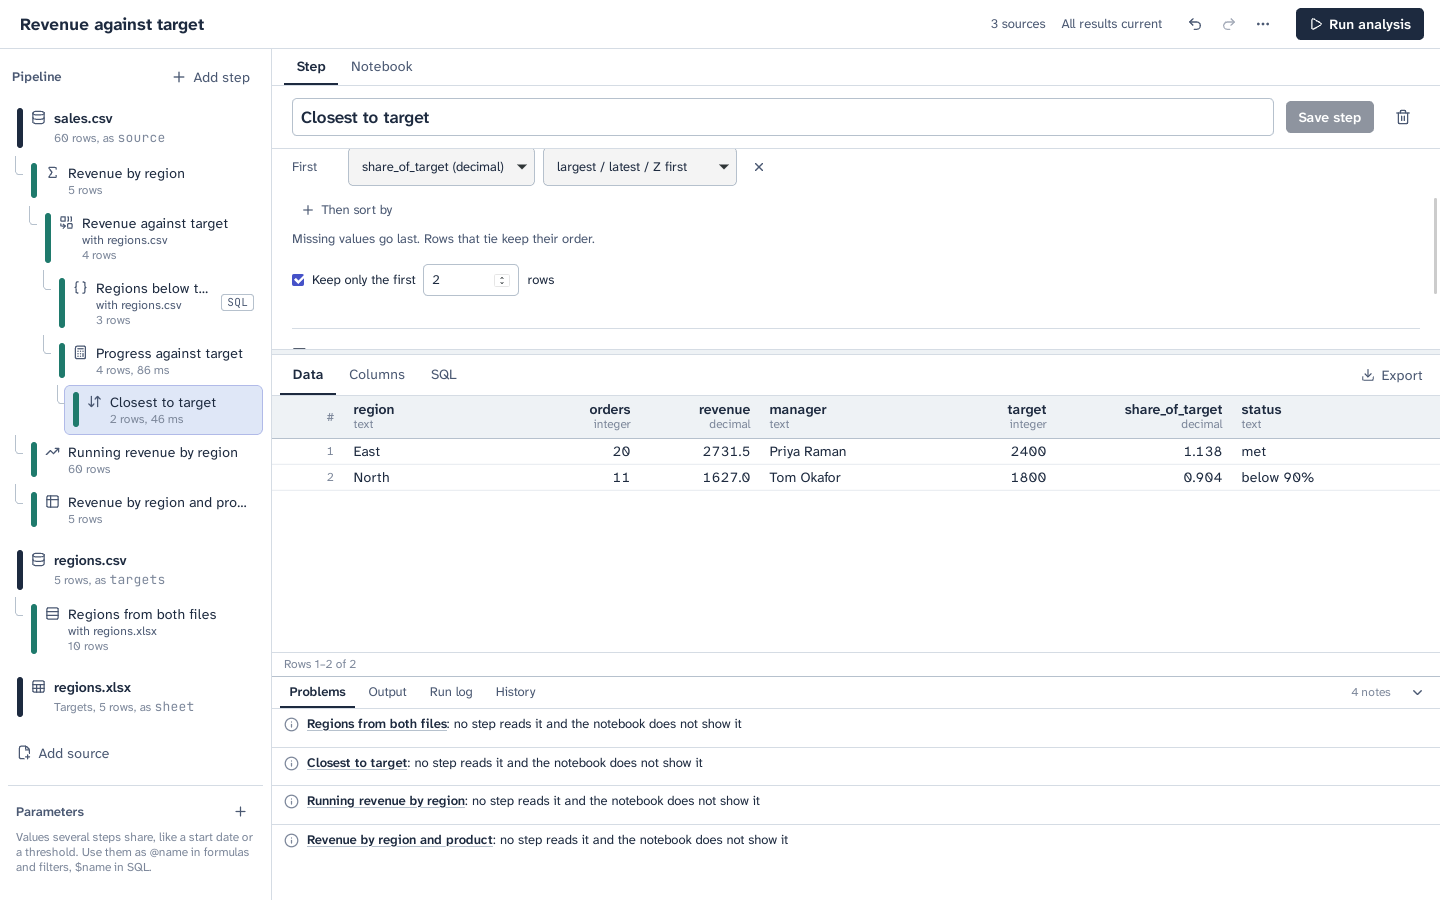 Revenue against target
3 sources
All results current
Run analysis
Pipeline
Add step
sales.csv
60 rows, as source
Revenue by region
5 rows
Revenue against target
with regions.csv
4 rows
Regions below t...
with regions.csv
3 rows
SQL
Progress against target
4 rows, 86 ms
Closest to target
2 rows, 46 ms
Running revenue by region
60 rows
Revenue by region and pro...
5 rows
regions.csv
5 rows, as targets
Regions from both files
with regions.xlsx
10 rows
regions.xlsx
Targets, 5 rows, as sheet
Add source
Parameters
Values several steps share, like a start date or
a threshold. Use them as @name in formulas
and filters, $name in SQL.
Step
Notebook
Closest to target
Save step
First
share_of_target (decimal)
largest / latest / Z first
Then sort by
Missing values go last. Rows that tie keep their order.
Keep only the first 2 rows
Data
Columns
SQL
Export
# region orders revenue manager target share_of_target status
text integer decimal text integer decimal text
1 East 20 2731.5 Priya Raman 2400 1.138 met
2 North 11 1627.0 Tom Okafor 1800 0.904 below 90%
Rows 1–2 of 2
Problems
Output
Run log
History
4 notes
Regions from both files: no step reads it and the notebook does not show it
Closest to target: no step reads it and the notebook does not show it
Running revenue by region: no step reads it and the notebook does not show it
Revenue by region and product: no step reads it and the notebook does not show it